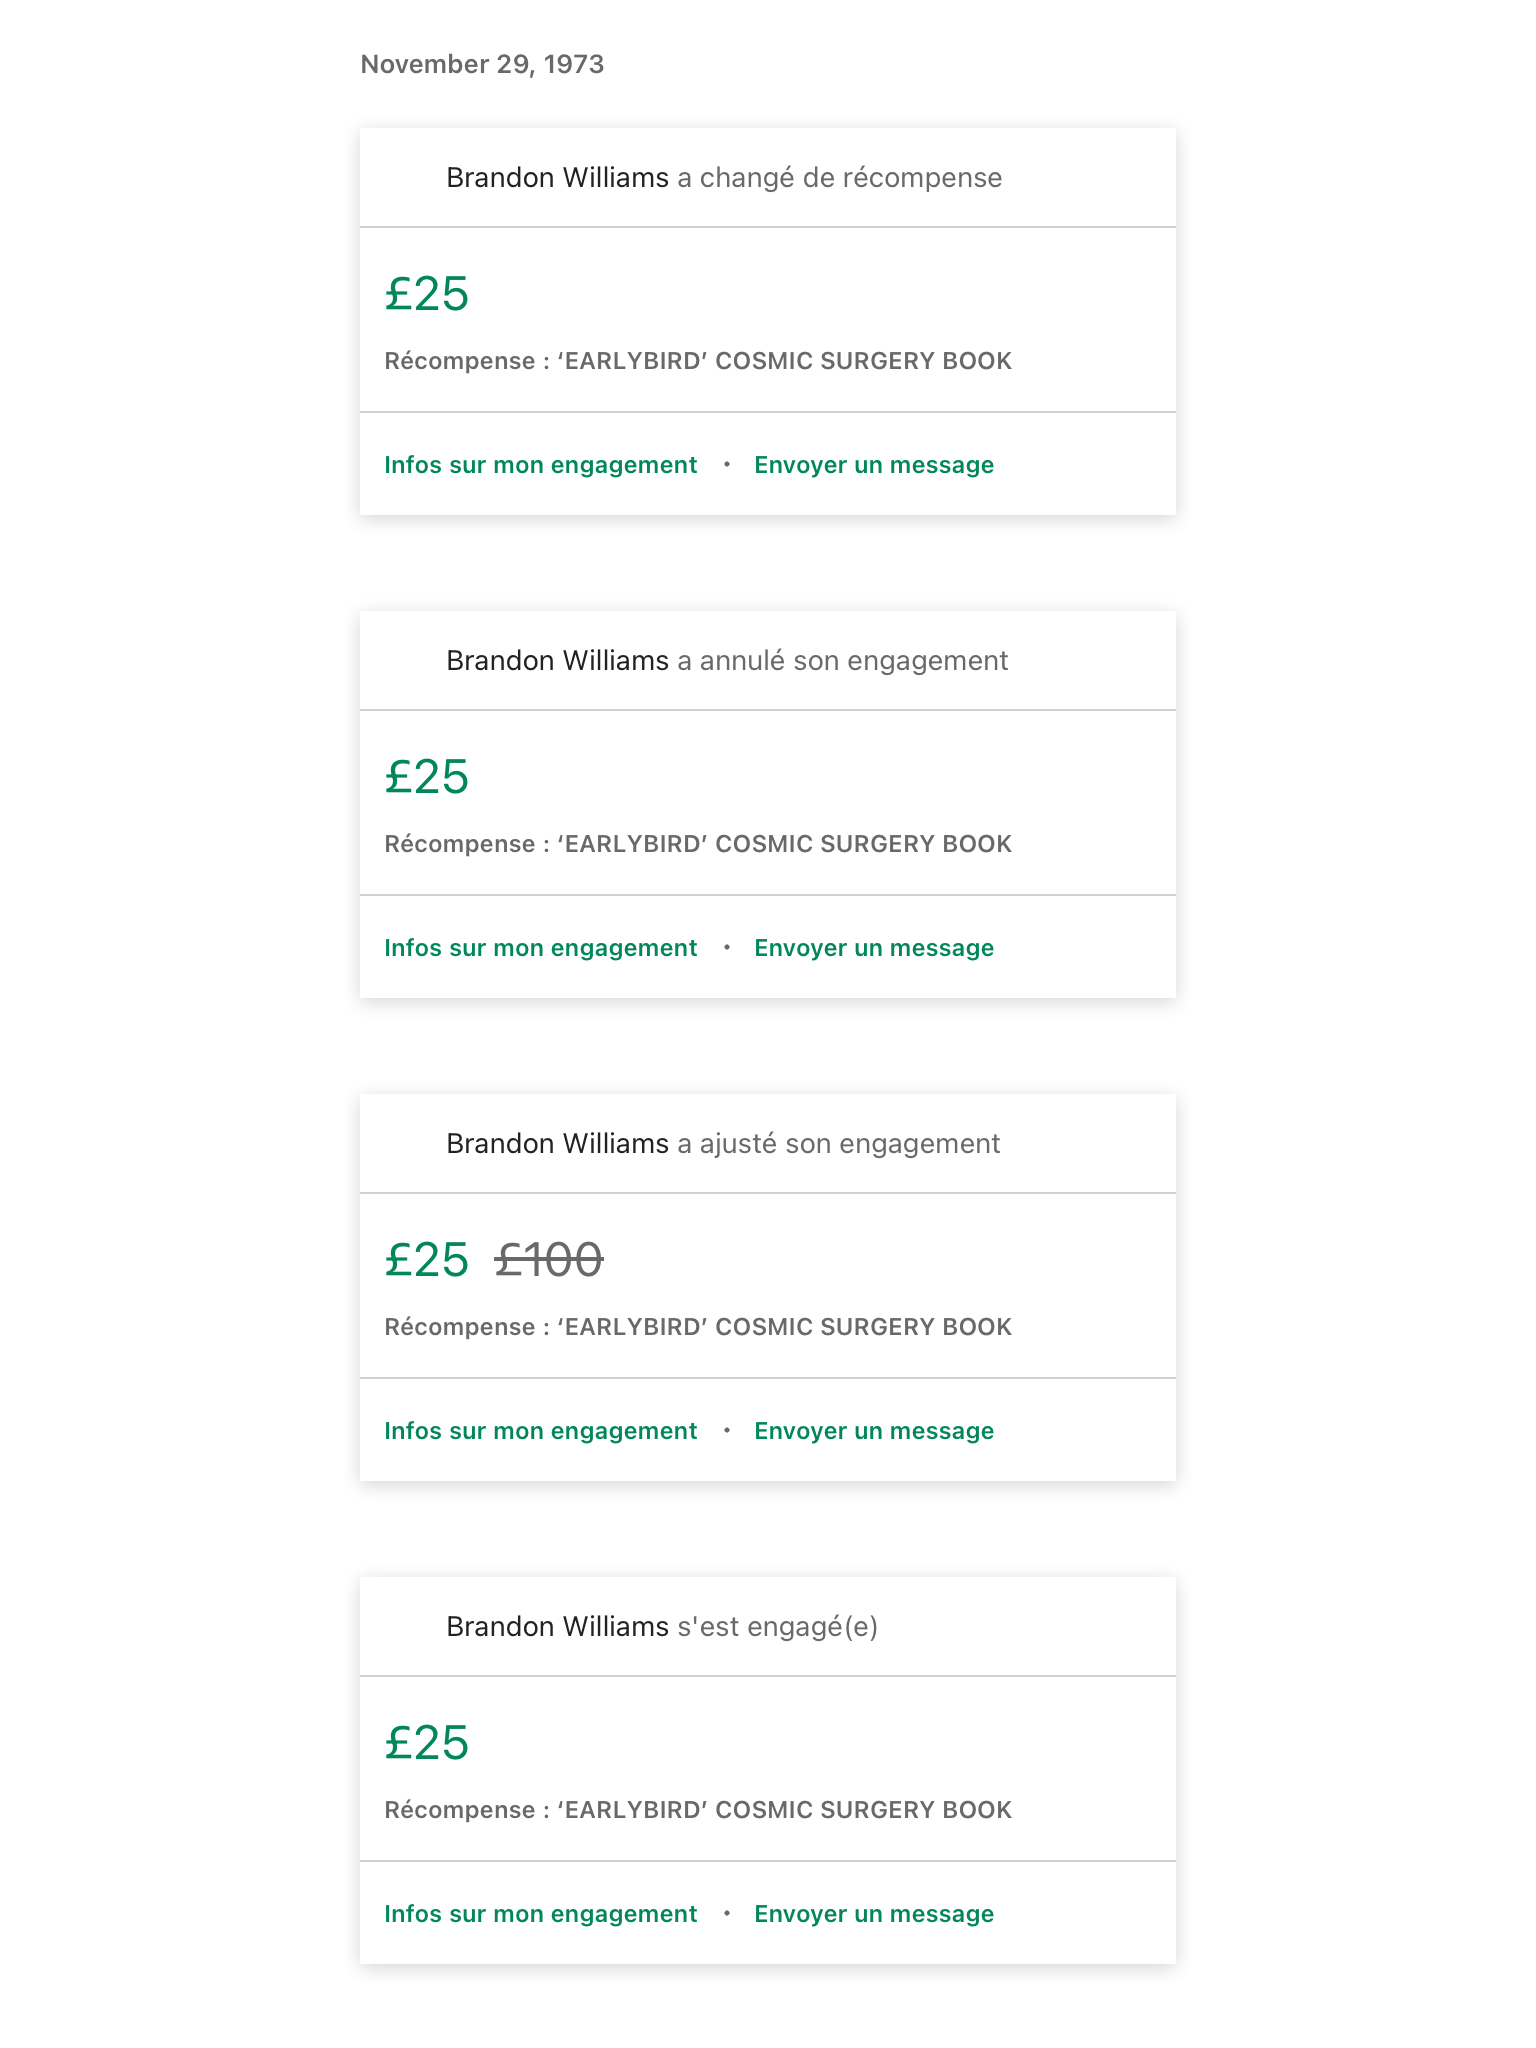 November 29, 1973
Brandon Williams a changé de récompense
£25
Récompense : ‘EARLYBIRD’ COSMIC SURGERY BOOK
Infos sur mon engagement • Envoyer un message
Brandon Williams a annulé son engagement
£25
Récompense : ‘EARLYBIRD’ COSMIC SURGERY BOOK
Infos sur mon engagement • Envoyer un message
Brandon Williams a ajusté son engagement
£25 £100
Récompense : ‘EARLYBIRD’ COSMIC SURGERY BOOK
Infos sur mon engagement • Envoyer un message
Brandon Williams s'est engagé(e)
£25
Récompense : ‘EARLYBIRD’ COSMIC SURGERY BOOK
Infos sur mon engagement • Envoyer un message